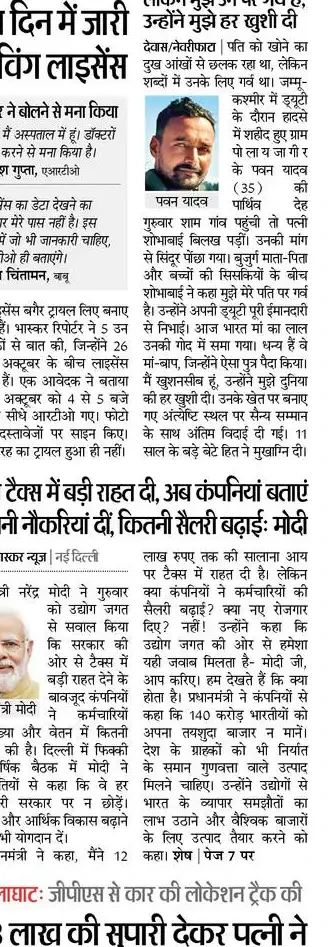 दिन में जारी
विंग लाइसेंस
र ने बोलने से मना किया
मैं अस्पताल में हूं। डॉक्टरों
करने से मना किया है।
श गुप्ता, एआरटीओ
सेंस का डेटा देखने का
र मेरे पास नहीं है। इस
में जो भी जानकारी चाहिए,
टीओ ही बताएंगे।
चिंतामन, बाबू
इसेंस बगैर ट्रायल लिए बनाए
हैं। भास्कर रिपोर्टर ने 5 उन
ों से बात की, जिन्होंने 26
अक्टूबर के बीच लाइसेंस
हैं। एक आवेदक ने बताया
अक्टूबर को 4 से 5 बजे
सीधे आरटीओ गए। फोटो
दस्तावेजों पर साइन किए।
रह का ट्रायल हुआ ही नहीं।
उन्होंने मुझे हर खुशी दी
देवास/नेवरीफाटा | पति को खोने का
दुख आंखों से छलक रहा था, लेकिन
शब्दों में उनके लिए गर्व था। जम्मू-
कश्मीर में ड्यूटी
के दौरान हादसे
में शहीद हुए ग्राम
पोलायजागीर
के पवन यादव
(35) की
पार्थिव देह
पवन यादव
गुरुवार शाम गांव पहुंची तो पत्नी
शोभाबाई बिलख पड़ीं। उनकी मांग
से सिंदूर पोंछा गया। बुजुर्ग माता-पिता
और बच्चों की सिसकियों के बीच
शोभाबाई ने कहा मुझे मेरे पति पर गर्व
है। उन्होंने अपनी ड्यूटी पूरी ईमानदारी
से निभाई। आज भारत मां का लाल
उनकी गोद में समा गया। धन्य हैं वे
मां-बाप, जिन्होंने ऐसा पुत्र पैदा किया।
मैं खुशनसीब हूं, उन्होंने मुझे दुनिया
की हर खुशी दी। उनके खेत पर बनाए
गए अंत्येष्टि स्थल पर सैन्य सम्मान
के साथ अंतिम विदाई दी गई। 11
साल के बड़े बेटे हित ने मुखाग्नि दी।
टैक्स में बड़ी राहत दी, अब कंपनियां बताएं
नी नौकरियां दीं, कितनी सैलरी बढ़ाई: मोदी
ास्कर न्यूज | नई दिल्ली
त्री नरेंद्र मोदी ने गुरुवार
को उद्योग जगत
से सवाल किया
कि सरकार की
ओर से टैक्स में
बड़ी राहत देने के
बावजूद कंपनियों
ने कर्मचारियों
त्री मोदी
ख्या और वेतन में कितनी
की है। दिल्ली में फिक्की
र्षिक बैठक में मोदी ने
तियों से कहा कि वे हर
री सरकार पर न छोड़ें।
और आर्थिक विकास बढ़ाने
भी योगदान दें।
नमंत्री ने कहा, मैंने 12
लाख रुपए तक की सालाना आय
पर टैक्स में राहत दी है। लेकिन
क्या कंपनियों ने कर्मचारियों की
सैलरी बढ़ाई? क्या नए रोजगार
दिए? नहीं! उन्होंने कहा कि
उद्योग जगत की ओर से हमेशा
यही जवाब मिलता है- मोदी जी,
आप करिए। हम देखते हैं कि क्या
होता है। प्रधानमंत्री ने कंपनियों से
कहा कि 140 करोड़ भारतीयों को
अपना तयशुदा बाजार न मानें।
देश के ग्राहकों को भी निर्यात
के समान गुणवत्ता वाले उत्पाद
मिलने चाहिए। उन्होंने उद्योगों से
भारत के व्यापार समझौतों का
लाभ उठाने और वैश्विक बाजारों
के लिए उत्पाद तैयार करने को
कहा। शेष | पेज 7 पर
लाघाट: जीपीएस से कार की लोकेशन ट्रैक की
लाख की सुपारी देकर पत्नी ने